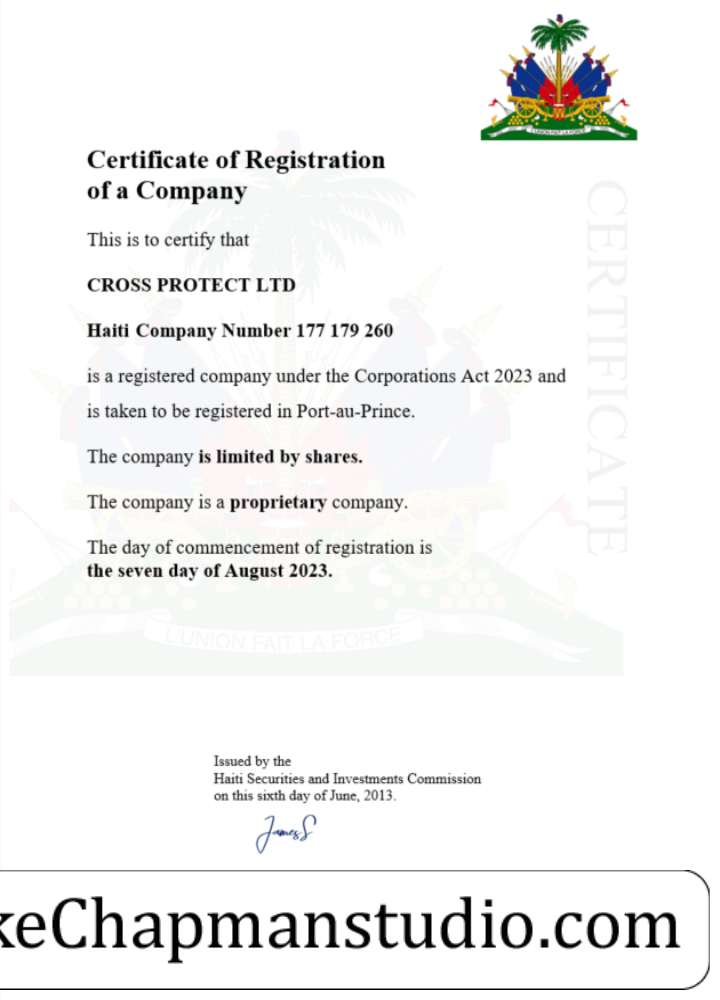 Certificate of Registration
of a Company
This is to certify that
CROSS PROTECT LTD
Haiti Company Number 177 179 260
is a registered company under the Corporations Act 2023 and
is taken to be registered in Port-au-Prince.
The company is limited by shares.
The company is a proprietary company.
The day of commencement of registration is
the seven day of August 2023.
CERTIFICATE
L'UNION FAIT LA FORCE
L'UNION FAIT LA FORCE
Issued by the
Haiti Securities and Investments Commission
on this sixth day of June, 2013.
JamesS
keChapmanstudio.com